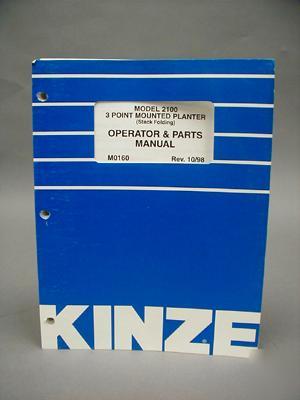 MODEL 2100
3 POINT MOUNTED PLANTER
(Stack Folding)
OPERATOR & PARTS
MANUAL
M0160 Rev. 10/98
KINZE®